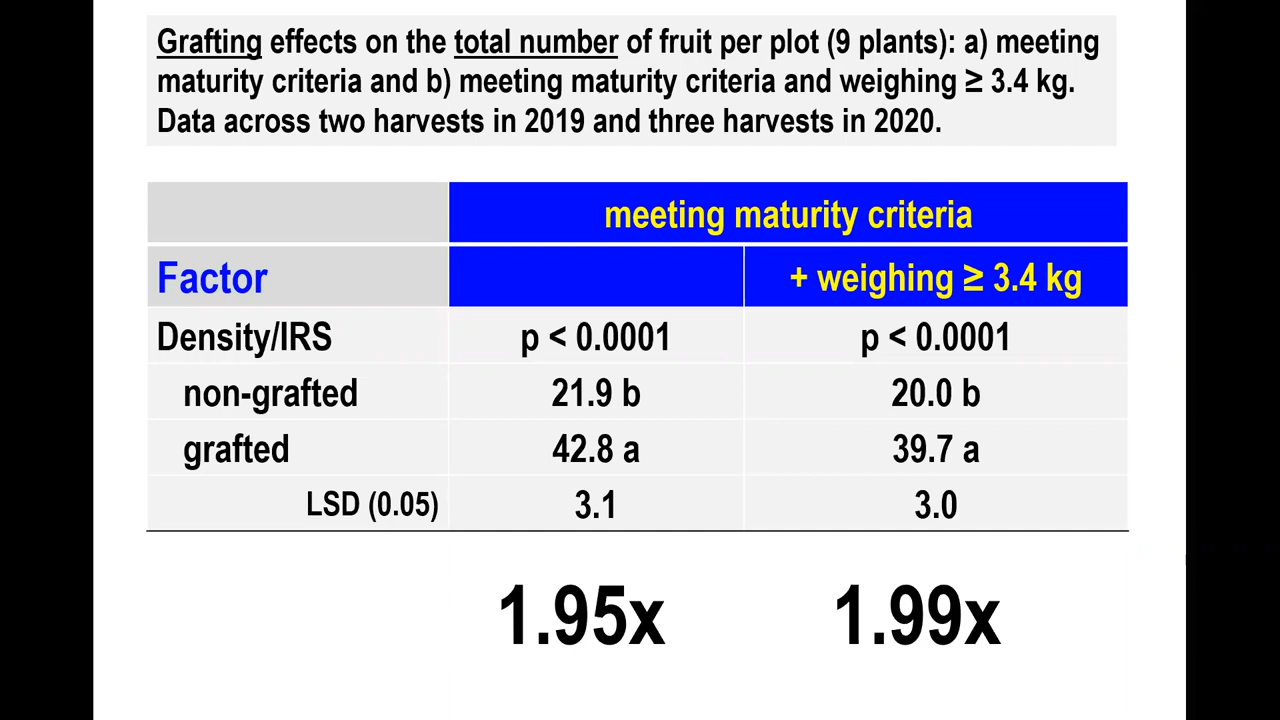 Grafting effects on the total number of fruit per plot (9 plants): a) meeting
maturity criteria and b) meeting maturity criteria and weighing ≥ 3.4 kg.
Data across two harvests in 2019 and three harvests in 2020.
meeting maturity criteria
Factor + weighing ≥ 3.4 kg
Density/IRS p < 0.0001 p < 0.0001
non-grafted 21.9 b 20.0 b
grafted 42.8 a 39.7 a
LSD (0.05) 3.1 3.0
1.95x 1.99x